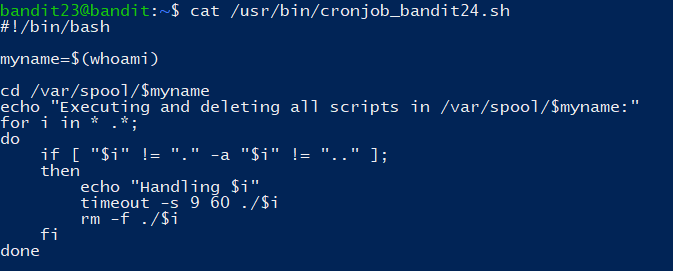 bandit23@bandit:~$ cat /usr/bin/cronjob_bandit24.sh
#!/bin/bash

myname=$(whoami)

cd /var/spool/$myname
echo "Executing and deleting all scripts in /var/spool/$myname:"
for i in * .*;
do
    if [ "$i" != "." -a "$i" != ".." ];
    then
        echo "Handling $i"
        timeout -s 9 60 ./$i
        rm -f ./$i
    fi
done